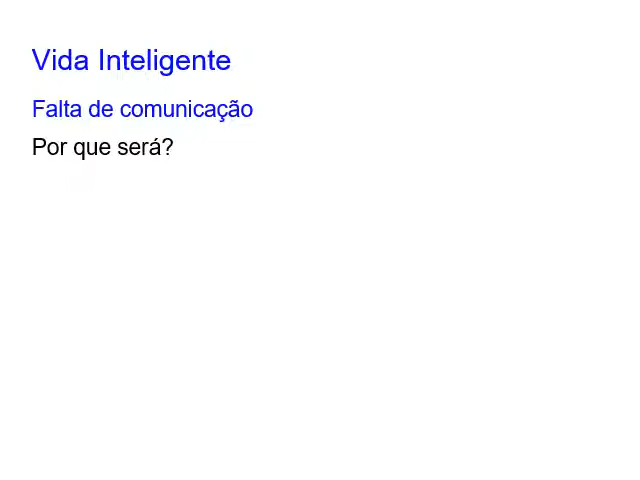 Vida Inteligente
Falta de comunicação
Por que será?